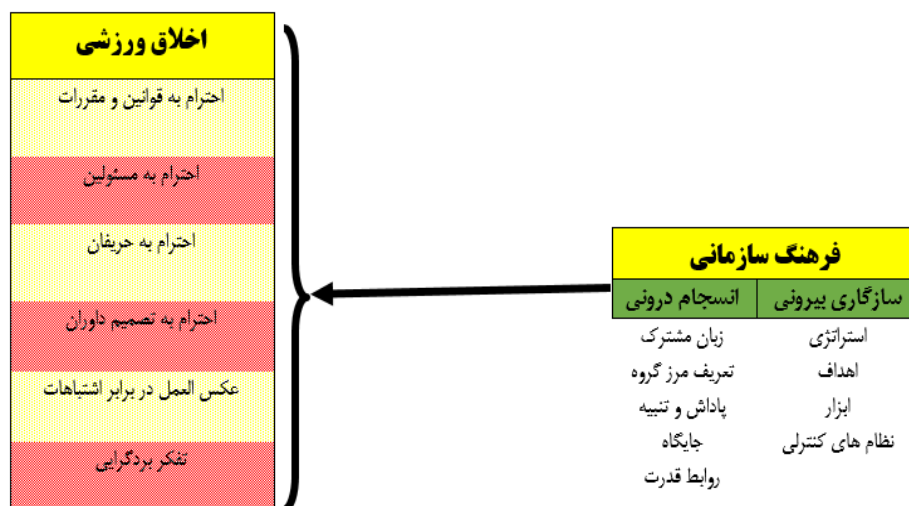 فرهنگ سازمانی
سازگاری بیرونی
استراتژی
اهداف
ابزار
نظام های کنترلی
انسجام درونی
زبان مشترک
تعریف مرز گروه
پاداش و تنبیه
جایگاه
روابط قدرت
اخلاق ورزشی
احترام به قوانین و مقررات
احترام به مسئولین
احترام به حریفان
احترام به تصمیم داوران
عکس العمل در برابر اشتباهات
تفکر بردگرایی